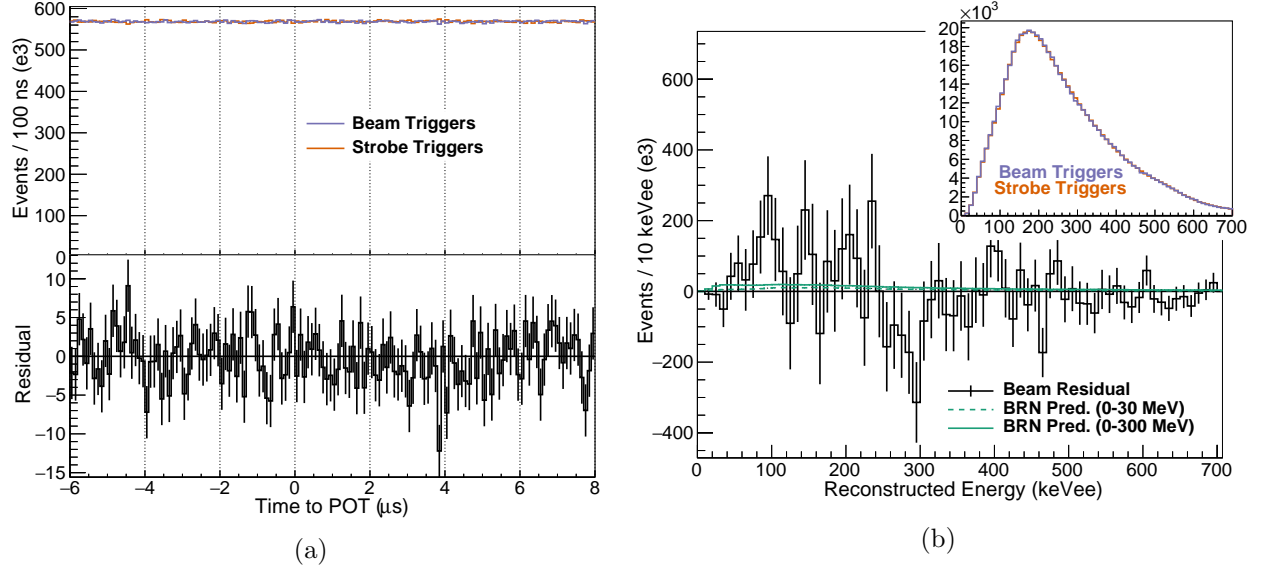 600
500
400
300
200
100
0
Events / 100 ns (e3)
Beam Triggers
Strobe Triggers
10
5
0
−5
−10
−15
Residual
−6 −4 −2 0 2 4 6 8
Time to POT (μs)
(a)
600
400
200
0
−200
−400
Events / 10 keVee (e3)
×10³
20
18
16
14
12
10
8
6
4
2
0
Beam Triggers
Strobe Triggers
0 100 200 300 400 500 600 700
Beam Residual
BRN Pred. (0-30 MeV)
BRN Pred. (0-300 MeV)
0 100 200 300 400 500 600 700
Reconstructed Energy (keVee)
(b)